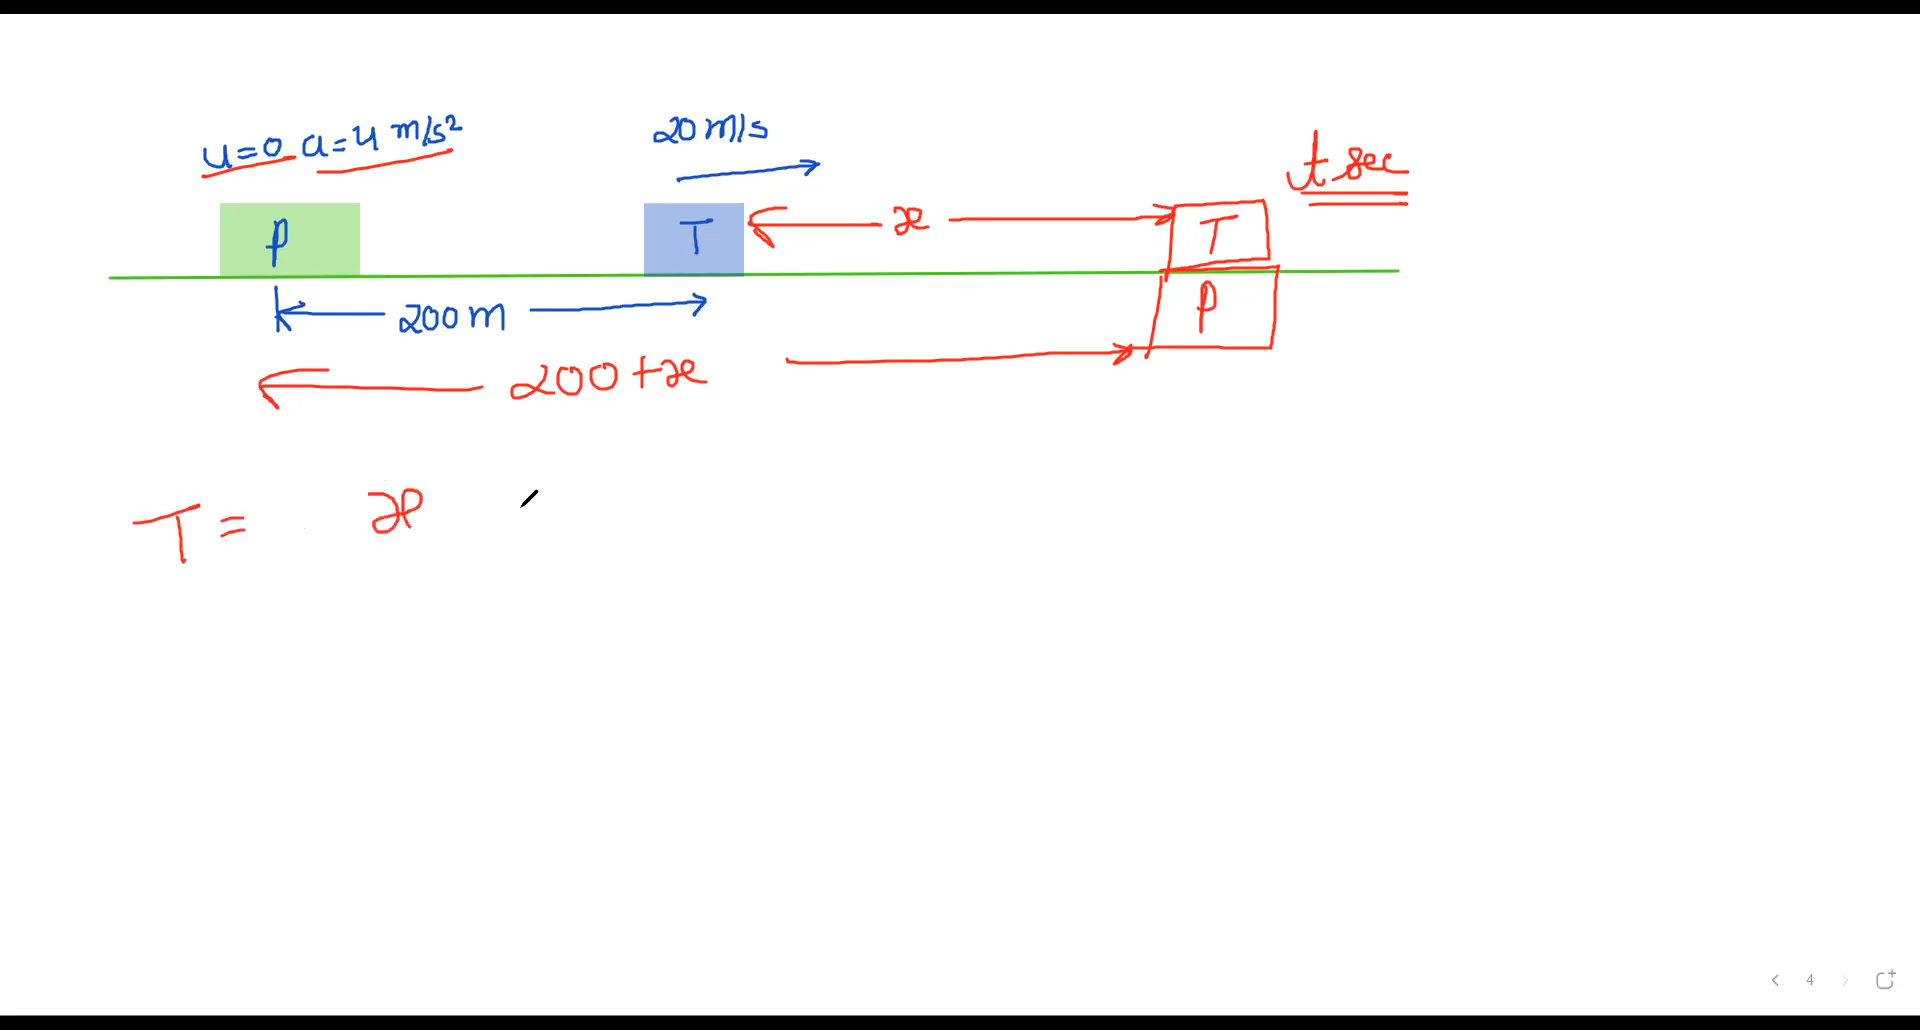 u=0 a=4 m/s²
20 m/s
t sec
P
T
x
T
200 m
P
200+x
T = x
4